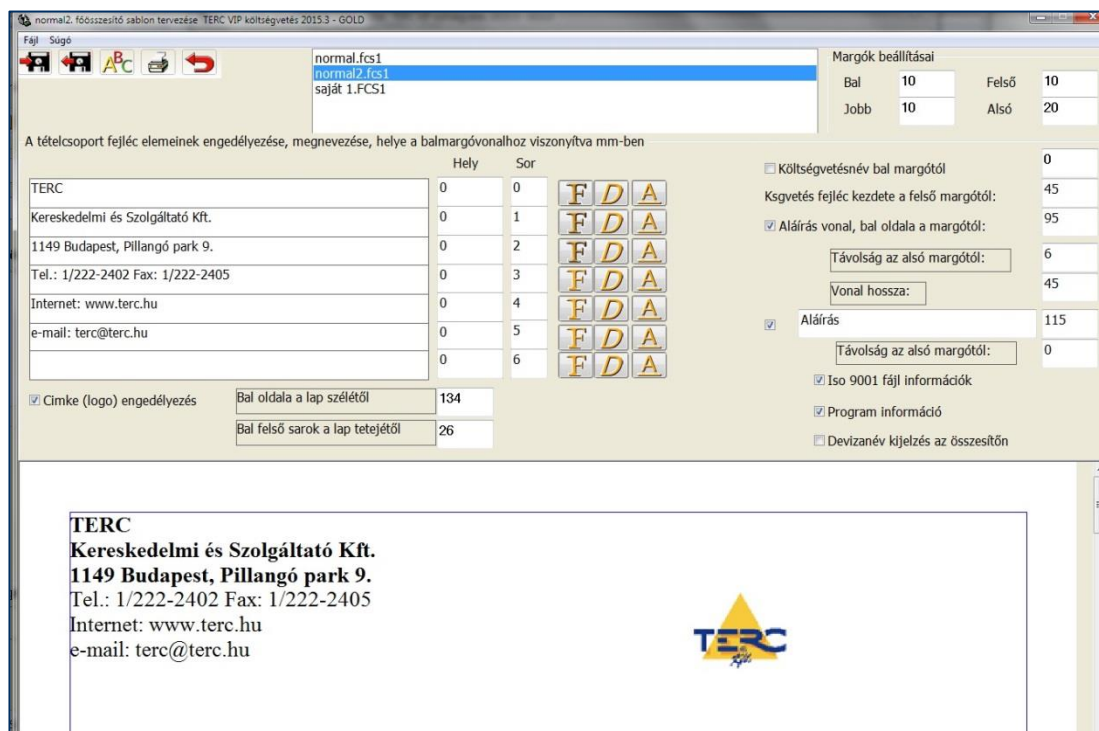 normal2. főösszesítő sablon tervezése TERC VIP költségvetés 2015.3 - GOLD
Fájl Súgó
ABC
normal.fcs1
normal2.fcs1
saját 1.FCS1
Margók beállításai
Bal 10 Felső 10
Jobb 10 Alsó 20
A tételcsoport fejléc elemeinek engedélyezése, megnevezése, helye a balmargóvonalhoz viszonyítva mm-ben
Hely Sor
TERC 0 0 F D A
Kereskedelmi és Szolgáltató Kft. 0 1 F D A
1149 Budapest, Pillangó park 9. 0 2 F D A
Tel.: 1/222-2402 Fax: 1/222-2405 0 3 F D A
Internet: www.terc.hu 0 4 F D A
e-mail: terc@terc.hu 0 5 F D A
0 6 F D A
Cimke (logo) engedélyezés
Bal oldala a lap szélétől 134
Bal felső sarok a lap tetejétől 26
Költségvetésnév bal margótól 0
Ksgvetés fejléc kezdete a felső margótól: 45
Aláírás vonal, bal oldala a margótól: 95
Távolság az alsó margótól: 6
Vonal hossza: 45
Aláírás 115
Távolság az alsó margótól: 0
Iso 9001 fájl információk
Program információ
Devizanév kijelzés az összesítőn
TERC
Kereskedelmi és Szolgáltató Kft.
1149 Budapest, Pillangó park 9.
Tel.: 1/222-2402 Fax: 1/222-2405
Internet: www.terc.hu
e-mail: terc@terc.hu
TERC